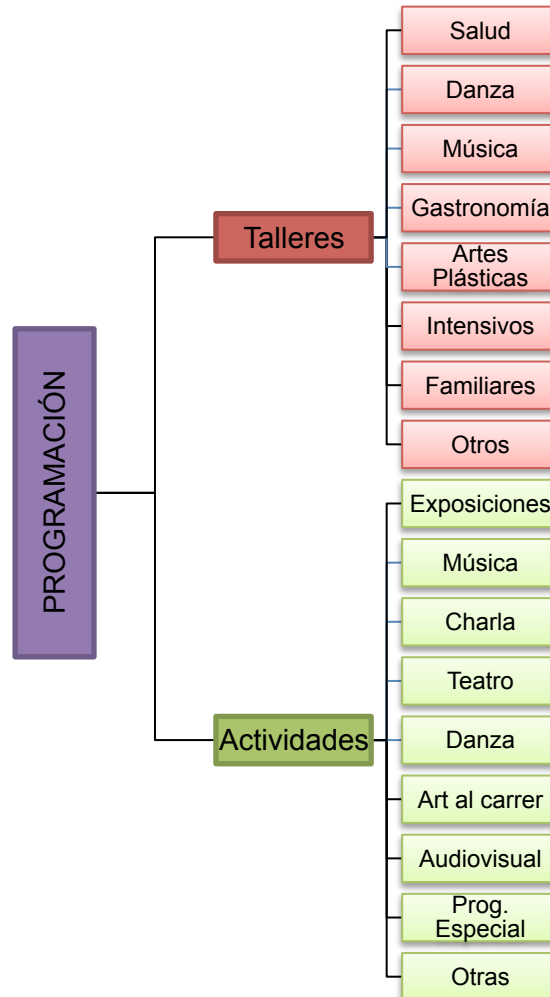 PROGRAMACIÓN
Talleres
Salud
Danza
Música
Gastronomía
Artes
Plásticas
Intensivos
Familiares
Otros
Actividades
Exposiciones
Música
Charla
Teatro
Danza
Art al carrer
Audiovisual
Prog.
Especial
Otras